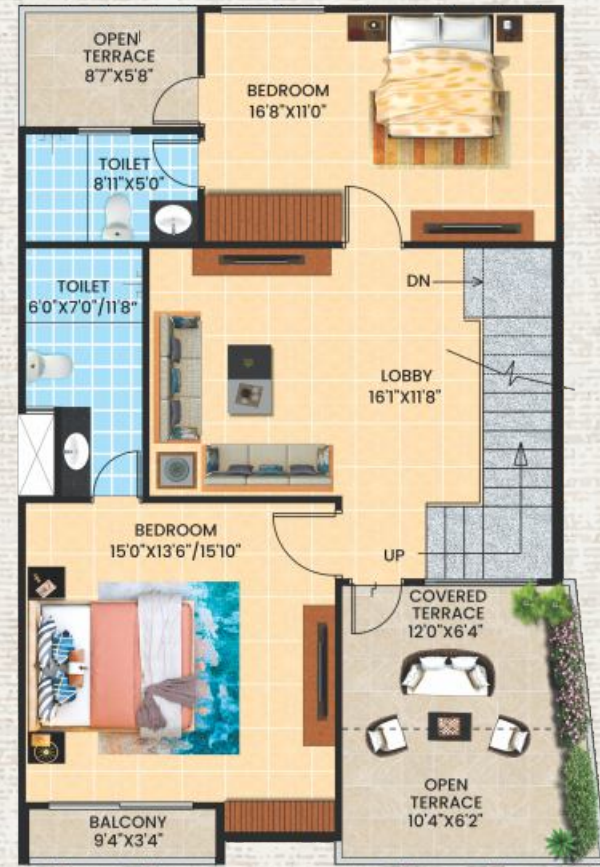 OPEN
TERRACE
8'7"X5'8"
BEDROOM
16'8"X11'0"
TOILET
8'11"X5'0"
TOILET
6'0"X7'0"/11'8"
DN
LOBBY
16'1"X11'8"
BEDROOM
15'0"X13'6"/15'10"
UP
COVERED
TERRACE
12'0"X6'4"
OPEN
TERRACE
10'4"X6'2"
BALCONY
9'4"X3'4"